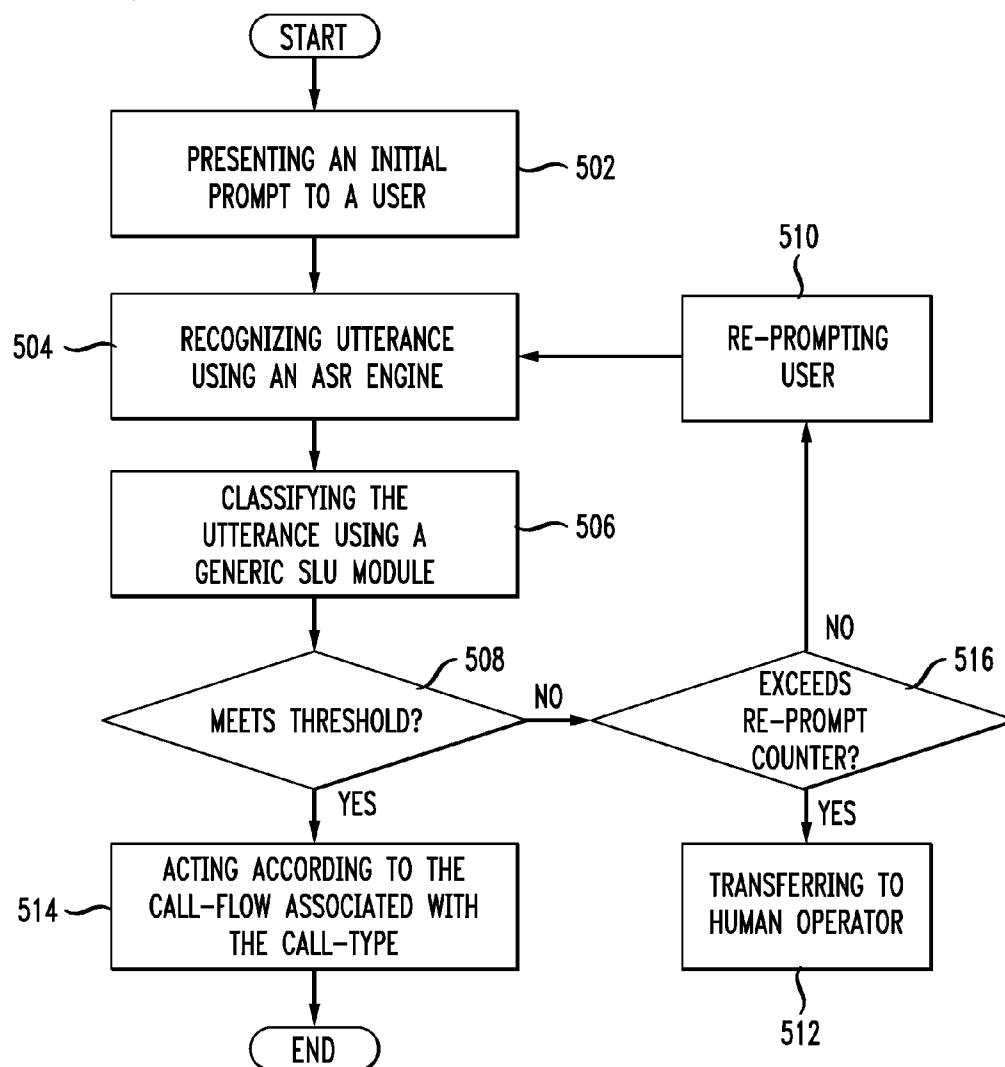 START
PRESENTING AN INITIAL
PROMPT TO A USER
502
510
504
RECOGNIZING UTTERANCE
USING AN ASR ENGINE
RE-PROMPTING
USER
CLASSIFYING THE
UTTERANCE USING A
GENERIC SLU MODULE
506
508
MEETS THRESHOLD?
NO
NO
516
EXCEEDS
RE-PROMPT
COUNTER?
YES
YES
514
ACTING ACCORDING TO THE
CALL-FLOW ASSOCIATED WITH
THE CALL-TYPE
TRANSFERRING TO
HUMAN OPERATOR
512
END